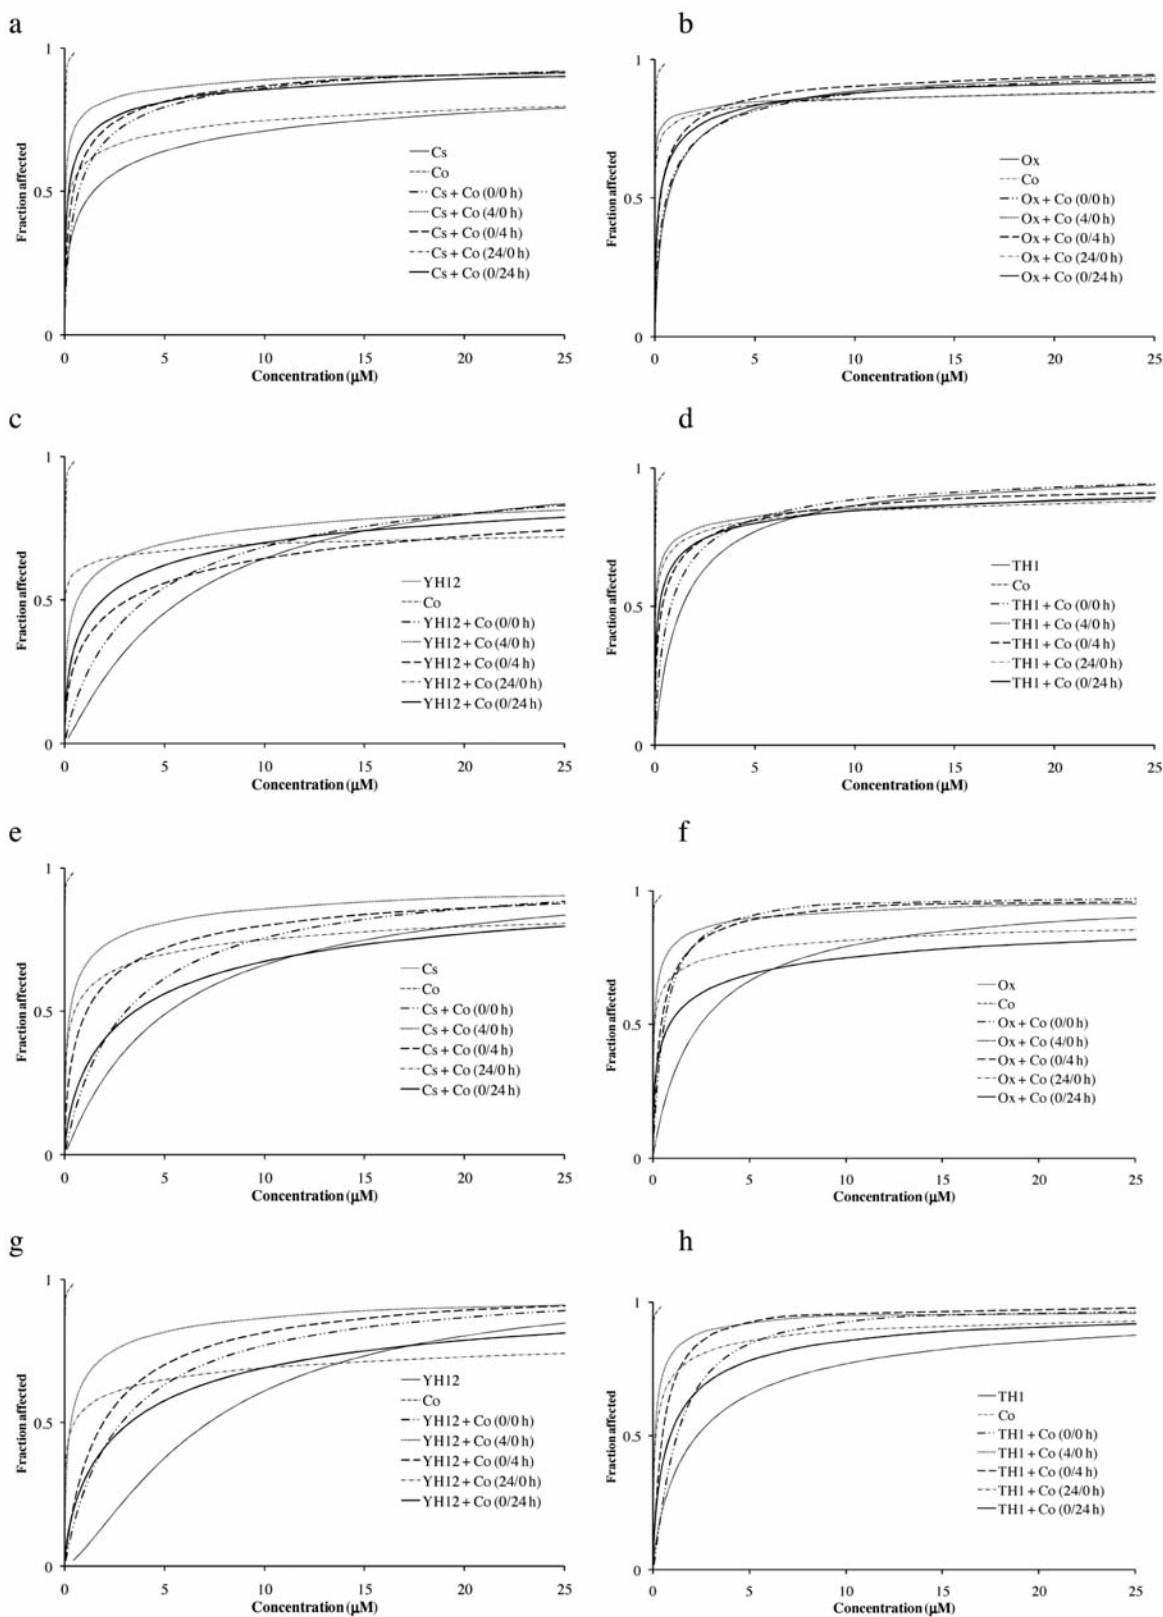 a
1
0.5
0
Fraction affected
0 5 10 15 20 25
Concentration (µM)
Cs
Co
Cs + Co (0/0 h)
Cs + Co (4/0 h)
Cs + Co (0/4 h)
Cs + Co (24/0 h)
Cs + Co (0/24 h)
b
1
0.5
0
Fraction affected
0 5 10 15 20 25
Concentration (µM)
Ox
Co
Ox + Co (0/0 h)
Ox + Co (4/0 h)
Ox + Co (0/4 h)
Ox + Co (24/0 h)
Ox + Co (0/24 h)
c
1
0.5
0
Fraction affected
0 5 10 15 20 25
Concentration (µM)
YH12
Co
YH12 + Co (0/0 h)
YH12 + Co (4/0 h)
YH12 + Co (0/4 h)
YH12 + Co (24/0 h)
YH12 + Co (0/24 h)
d
1
0.5
0
Fraction affected
0 5 10 15 20 25
Concentration (µM)
TH1
Co
TH1 + Co (0/0 h)
TH1 + Co (4/0 h)
TH1 + Co (0/4 h)
TH1 + Co (24/0 h)
TH1 + Co (0/24 h)
e
1
0.5
0
Fraction affected
0 5 10 15 20 25
Concentration (µM)
Cs
Co
Cs + Co (0/0 h)
Cs + Co (4/0 h)
Cs + Co (0/4 h)
Cs + Co (24/0 h)
Cs + Co (0/24 h)
f
1
0.5
0
Fraction affected
0 5 10 15 20 25
Concentration (µM)
Ox
Co
Ox + Co (0/0 h)
Ox + Co (4/0 h)
Ox + Co (0/4 h)
Ox + Co (24/0 h)
Ox + Co (0/24 h)
g
1
0.5
0
Fraction affected
0 5 10 15 20 25
Concentration (µM)
YH12
Co
YH12 + Co (0/0 h)
YH12 + Co (4/0 h)
YH12 + Co (0/4 h)
YH12 + Co (24/0 h)
YH12 + Co (0/24 h)
h
1
0.5
0
Fraction affected
0 5 10 15 20 25
Concentration (µM)
TH1
Co
TH1 + Co (0/0 h)
TH1 + Co (4/0 h)
TH1 + Co (0/4 h)
TH1 + Co (24/0 h)
TH1 + Co (0/24 h)